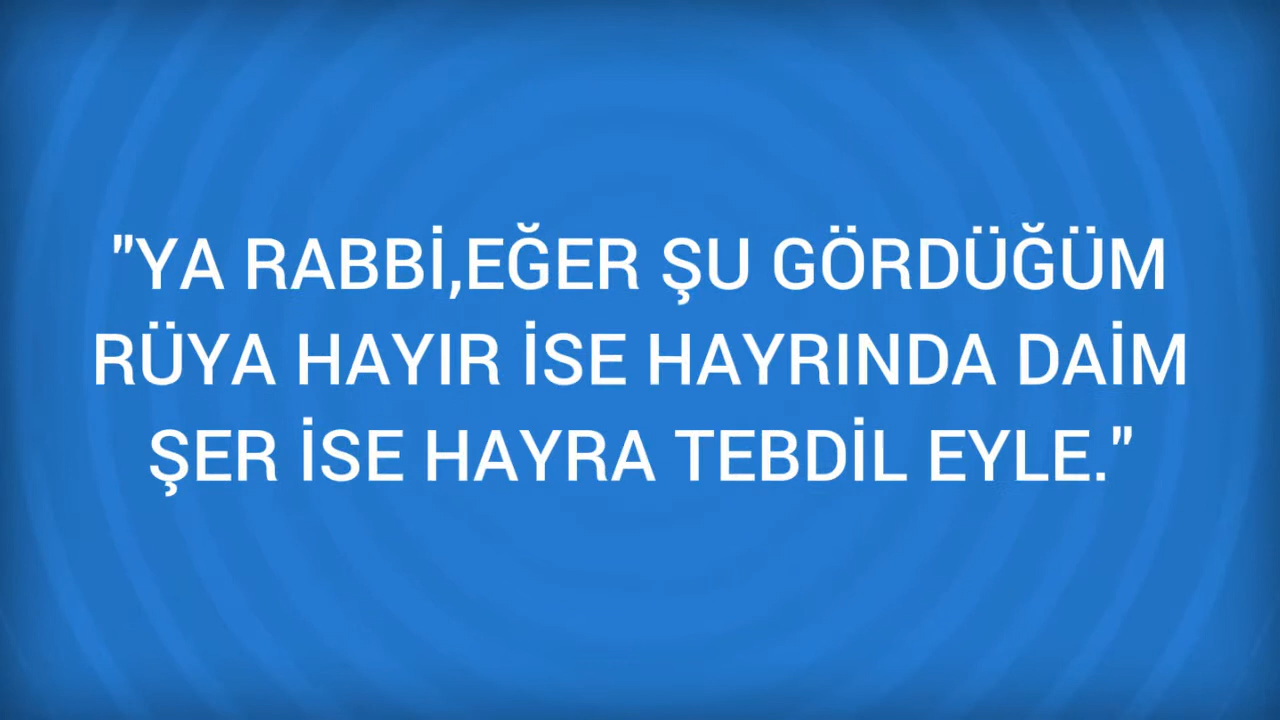 "YA RABBİ,EĞER ŞU GÖRDÜĞÜM
RÜYA HAYIR İSE HAYRINDA DAİM
ŞER İSE HAYRA TEBDİL EYLE."